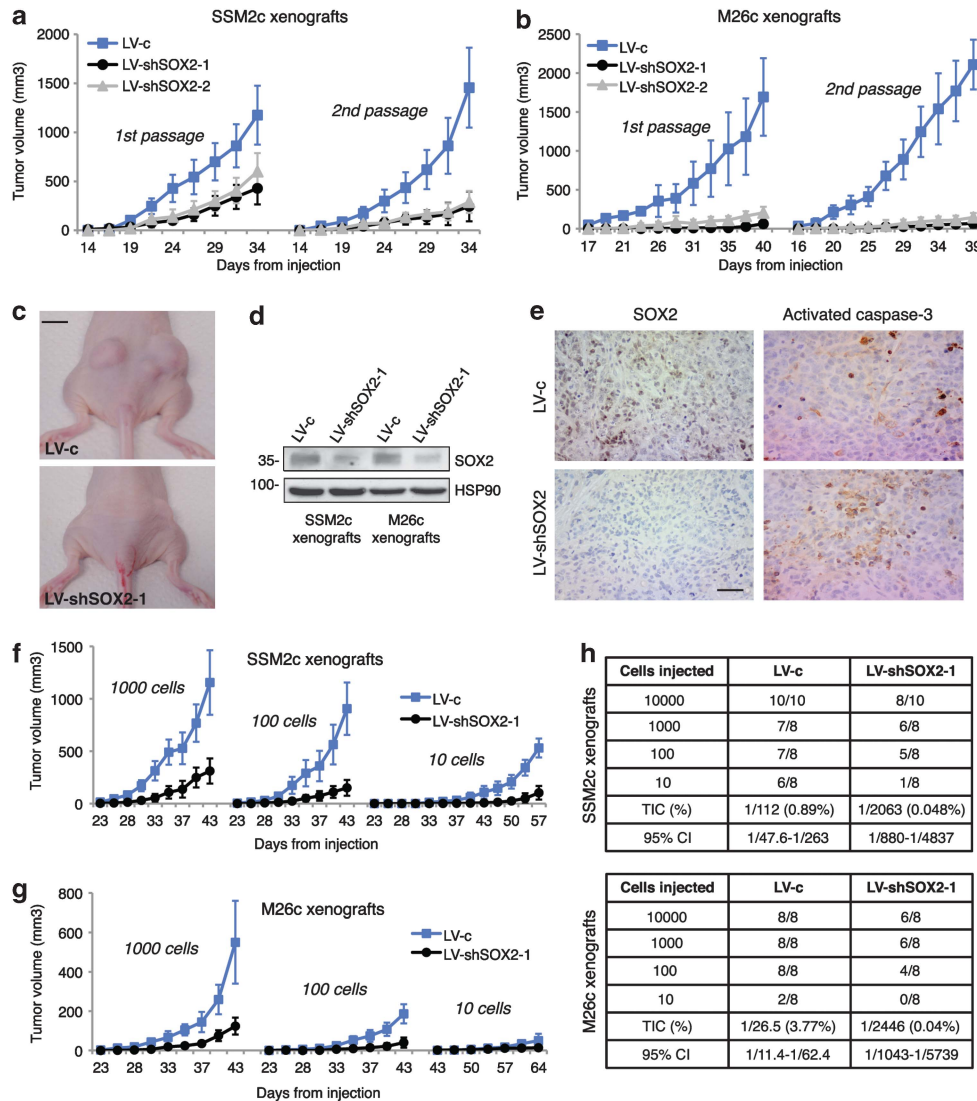 a
SSM2c xenografts
Tumor volume (mm3)
2000
1500
1000
500
0
LV-c
LV-shSOX2-1
LV-shSOX2-2
1st passage
2nd passage
14 19 24 29 34 14 19 24 29 34
Days from injection
b
M26c xenografts
Tumor volume (mm3)
2500
2000
1500
1000
500
0
LV-c
LV-shSOX2-1
LV-shSOX2-2
1st passage
2nd passage
17 21 26 31 35 40 16 20 25 29 34 39
Days from injection
c
LV-c
LV-shSOX2-1
d
LV-c LV-shSOX2-1 LV-c LV-shSOX2-1
35- SOX2
100- HSP90
SSM2c M26c
xenografts xenografts
e
SOX2 Activated caspase-3
LV-c
LV-shSOX2
f
SSM2c xenografts
Tumor volume (mm3)
1500
1000
500
0
1000 cells
100 cells
10 cells
LV-c
LV-shSOX2-1
23 28 33 37 43 23 28 33 37 43 23 28 33 37 43 50 57
Days from injection
g
M26c xenografts
Tumor volume (mm3)
800
600
400
200
0
1000 cells
100 cells
10 cells
LV-c
LV-shSOX2-1
23 28 33 37 43 23 28 33 37 43 43 50 57 64
Days from injection
h
SSM2c xenografts
Cells injected LV-c LV-shSOX2-1
10000 10/10 8/10
1000 7/8 6/8
100 7/8 5/8
10 6/8 1/8
TIC (%) 1/112 (0.89%) 1/2063 (0.048%)
95% CI 1/47.6-1/263 1/880-1/4837
M26c xenografts
Cells injected LV-c LV-shSOX2-1
10000 8/8 6/8
1000 8/8 6/8
100 8/8 4/8
10 2/8 0/8
TIC (%) 1/26.5 (3.77%) 1/2446 (0.04%)
95% CI 1/11.4-1/62.4 1/1043-1/5739